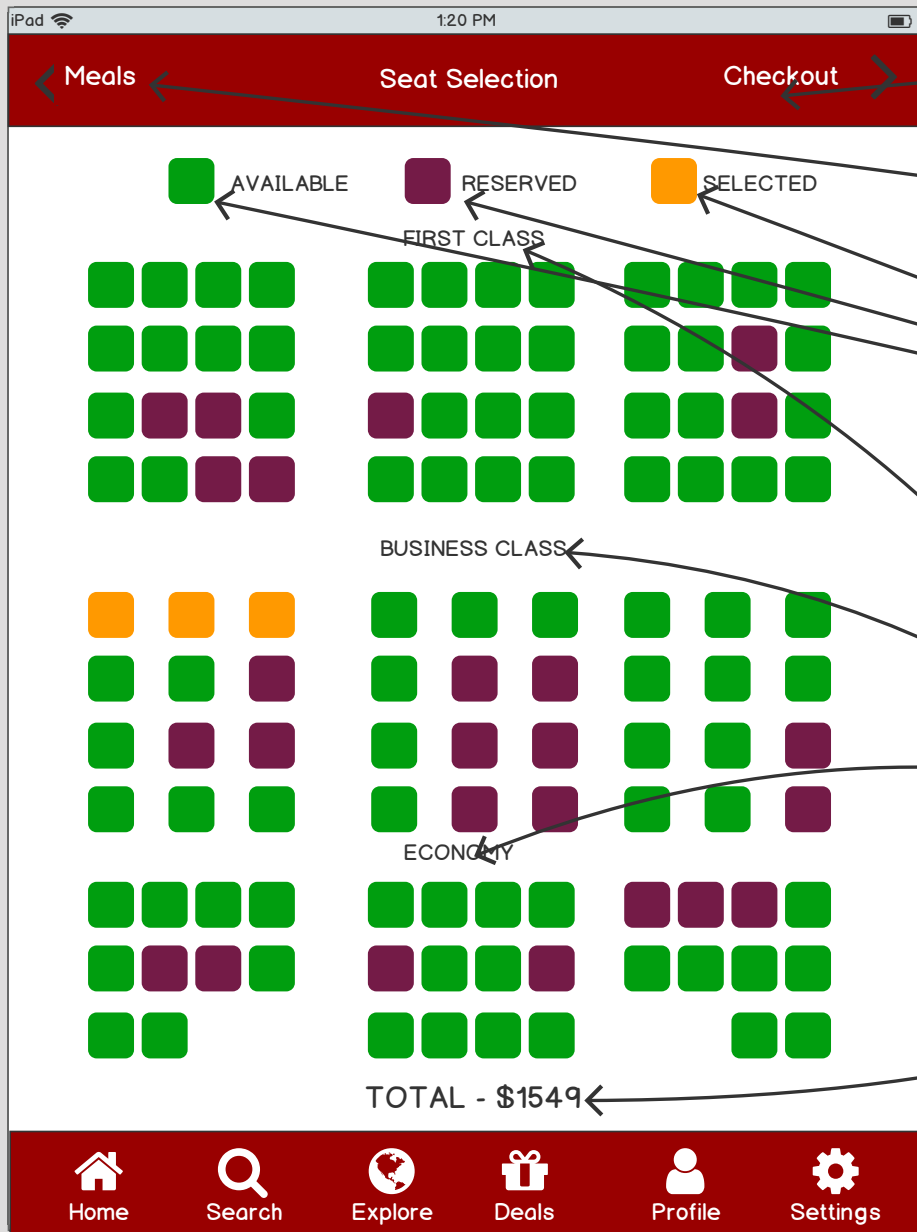 iPad 1:20 PM
Meals Seat Selection Checkout
AVAILABLE RESERVED SELECTED
FIRST CLASS
BUSINESS CLASS
ECONOMY
TOTAL - $1549
Home Search Explore Deals Profile Settings